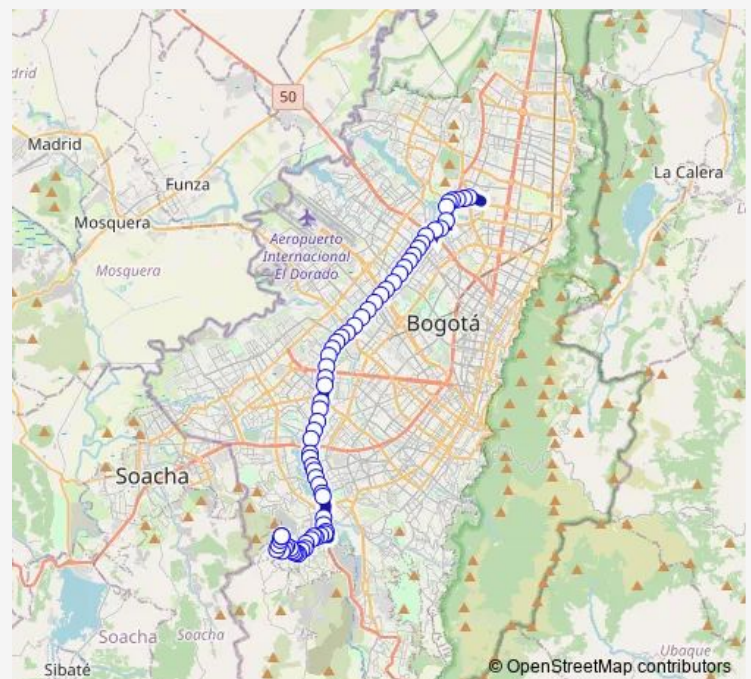 drid
50
Madrid
Funza
La Calera
Mosquera
Aeropuerto
Internacional
El Dorado
Mosquera
Bogotá
Soacha
Soacha
Soacha
Sibaté
Ubaque
© OpenStreetMap contributors